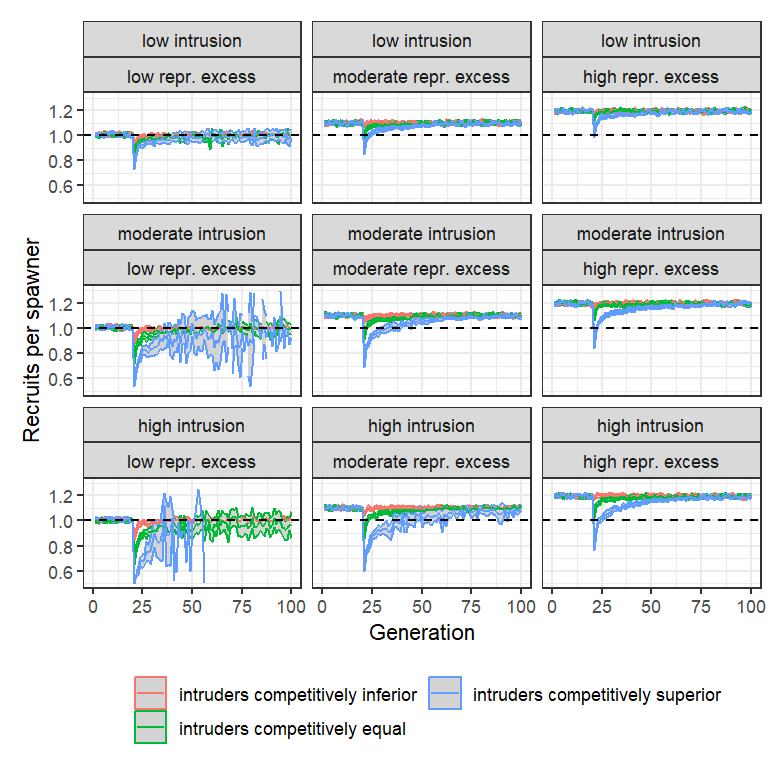 low intrusion low intrusion low intrusion
low repr. excess moderate repr. excess high repr. excess
1.2
1.0
0.8
0.6
moderate intrusion moderate intrusion moderate intrusion
low repr. excess moderate repr. excess high repr. excess
1.2
1.0
0.8
0.6
Recruits per spawner
high intrusion high intrusion high intrusion
low repr. excess moderate repr. excess high repr. excess
1.2
1.0
0.8
0.6
0 25 50 75 100 0 25 50 75 100 0 25 50 75 100
Generation
intruders competitively inferior intruders competitively superior
intruders competitively equal